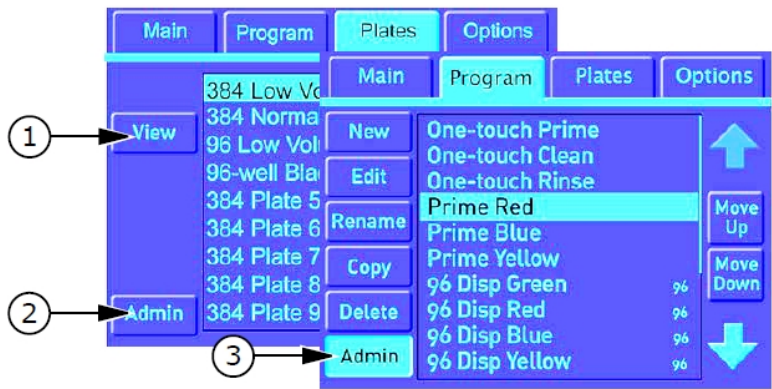 Main Program Plates Options
384 Low Vo
384 Norma
96 Low Vol
96-well Bla
384 Plate 5
384 Plate 6
384 Plate 7
384 Plate 8
384 Plate 9
1 View
2 Admin
Main Program Plates Options
New
Edit
Rename
Copy
Delete
3 Admin
One-touch Prime
One-touch Clean
One-touch Rinse
Prime Red
Prime Blue
Prime Yellow
96 Disp Green 96
96 Disp Red 96
96 Disp Blue 96
96 Disp Yellow 96
Move
Up
Move
Down